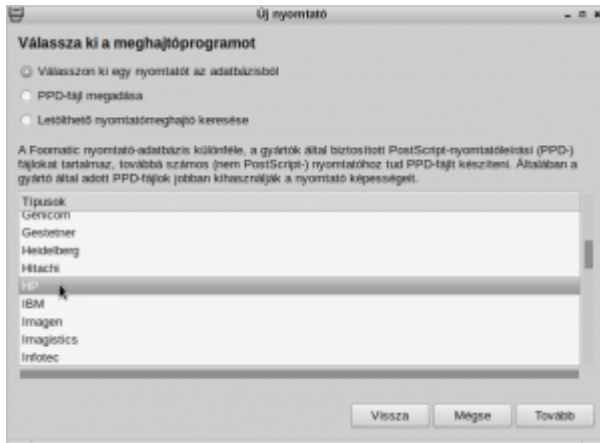 Új nyomtató
Válassza ki a meghajtóprogramot
Válasszon ki egy nyomtatót az adatbázisból
PPD-fájl megadása
Letölthető nyomtatómeghajtó keresése
A Foomatic nyomtató-adatbázis különféle, a gyártók által biztosított PostScript-nyomtatóleírási (PPD-)
fájlokat tartalmaz, továbbá számos (nem PostScript-) nyomtatóhoz tud PPD-fájlt készíteni. Általában a
gyártó által adott PPD-fájlok jobban kihasználják a nyomtató képességeit.
Típusok
Genicom
Gestetner
Heidelberg
Hitachi
HP
IBM
Imagen
Imagistics
Infotec
Vissza Mégse Tovább